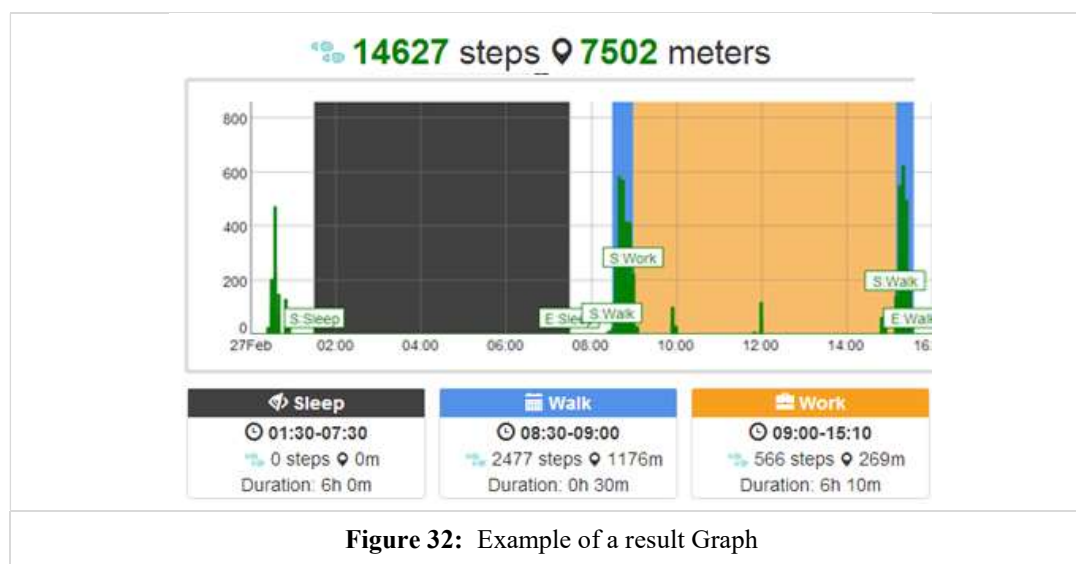 14627 steps 7502 meters
800
600
400
200
0
S Sleep
E Sleep
S Walk
S Work
S Walk
E Walk
27Feb 02:00 04:00 06:00 08:00 10:00 12:00 14:00 16:
Sleep
01:30-07:30
0 steps 0m
Duration: 6h 0m
Walk
08:30-09:00
2477 steps 1176m
Duration: 0h 30m
Work
09:00-15:10
566 steps 269m
Duration: 6h 10m
Figure 32: Example of a result Graph